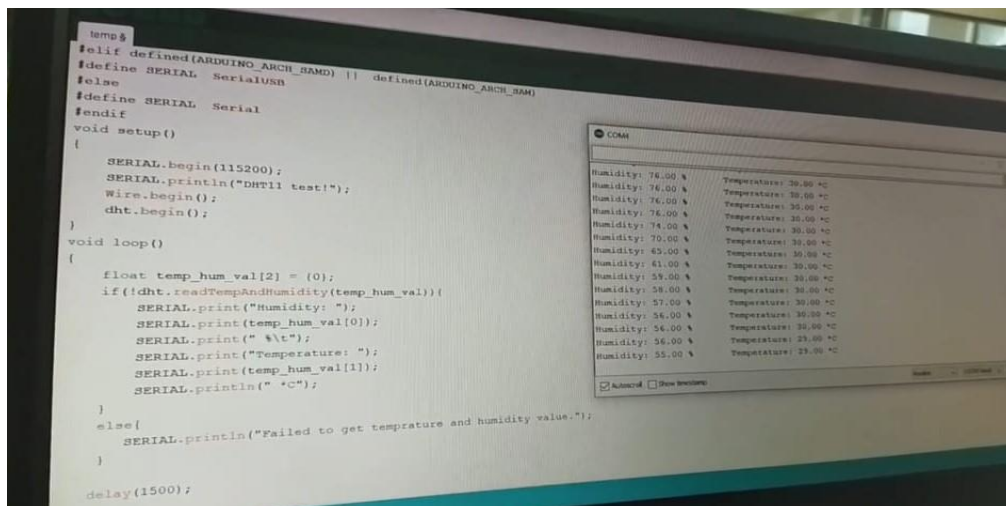 temp §
#elif defined(ARDUINO_ARCH_SAMD) || defined(ARDUINO_ARCH_SAM)
#define SERIAL SerialUSB
#else
#define SERIAL Serial
#endif
void setup()
{
SERIAL.begin(115200);
SERIAL.println("DHT11 test!");
Wire.begin();
dht.begin();
}
void loop()
{
float temp_hum_val[2] = {0};
if(!dht.readTempAndHumidity(temp_hum_val)){
SERIAL.print("Humidity: ");
SERIAL.print(temp_hum_val[0]);
SERIAL.print(" %\t");
SERIAL.print("Temperature: ");
SERIAL.print(temp_hum_val[1]);
SERIAL.println(" *C");
}
else{
SERIAL.println("Failed to get temprature and humidity value.");
}
delay(1500);
COM4
Humidity: 76.00 % Temperature: 30.00 *C
Humidity: 76.00 % Temperature: 30.00 *C
Humidity: 76.00 % Temperature: 30.00 *C
Humidity: 76.00 % Temperature: 30.00 *C
Humidity: 74.00 % Temperature: 30.00 *C
Humidity: 70.00 % Temperature: 30.00 *C
Humidity: 65.00 % Temperature: 30.00 *C
Humidity: 61.00 % Temperature: 30.00 *C
Humidity: 59.00 % Temperature: 30.00 *C
Humidity: 58.00 % Temperature: 30.00 *C
Humidity: 57.00 % Temperature: 30.00 *C
Humidity: 56.00 % Temperature: 30.00 *C
Humidity: 56.00 % Temperature: 30.00 *C
Humidity: 56.00 % Temperature: 29.00 *C
Humidity: 55.00 % Temperature: 29.00 *C
Autoscroll Show timestamp